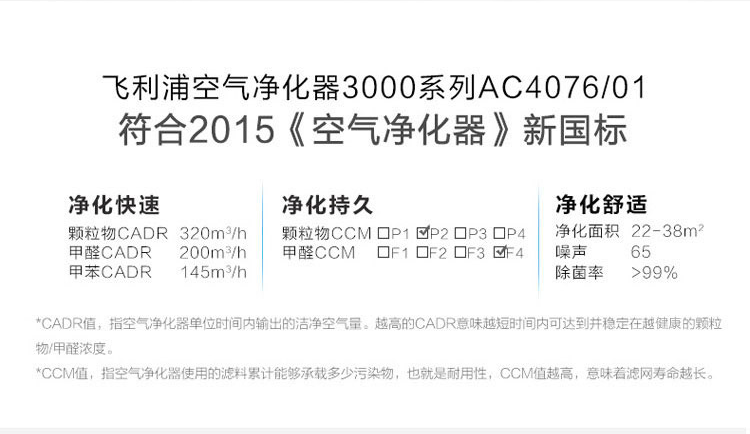 飞利浦空气净化器3000系列AC4076/01
符合2015《空气净化器》新国标
净化快速
颗粒物CADR 320m³/h
甲醛CADR 200m³/h
甲苯CADR 145m³/h
净化持久
颗粒物CCM □P1 ☑P2 □P3 □P4
甲醛CCM □F1 □F2 □F3 ☑F4
净化舒适
净化面积 22-38m²
噪声 65
除菌率 >99%
*CADR值，指空气净化器单位时间内输出的洁净空气量。越高的CADR意味越短时间内可达到并稳定在越健康的颗粒
物/甲醛浓度。
*CCM值，指空气净化器使用的滤料累计能够承载多少污染物，也就是耐用性，CCM值越高，意味着滤网寿命越长。